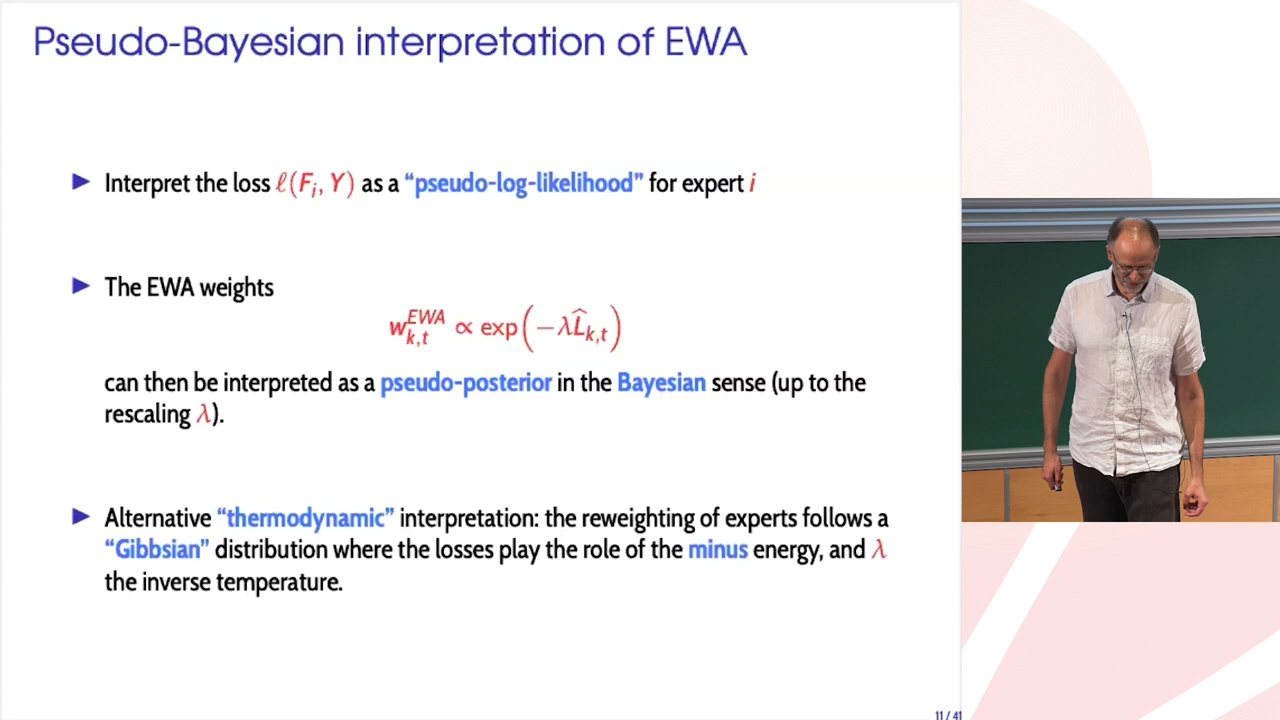 Pseudo-Bayesian interpretation of EWA
▶ Interpret the loss ℓ(F_i, Y) as a “pseudo-log-likelihood” for expert i
▶ The EWA weights
w_{k,t}^{EWA} ∝ exp(−λL̂_{k,t})
can then be interpreted as a pseudo-posterior in the Bayesian sense (up to the
rescaling λ).
▶ Alternative “thermodynamic” interpretation: the reweighting of experts follows a
“Gibbsian” distribution where the losses play the role of the minus energy, and λ
the inverse temperature.
11 / 41